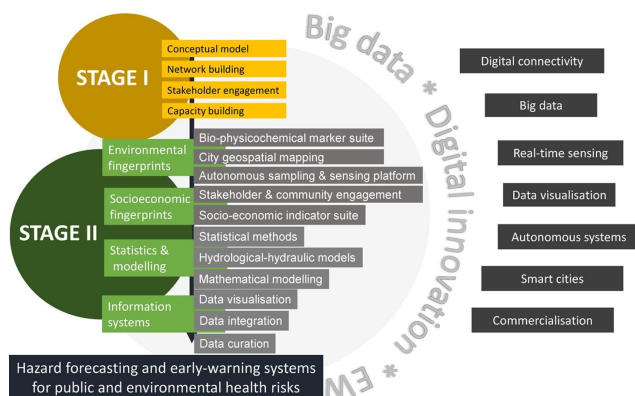 STAGE I
Conceptual model
Network building
Stakeholder engagement
Capacity building
STAGE II
Environmental
fingerprints
Socioeconomic
fingerprints
Statistics &
modelling
Information
systems
Bio-physicochemical marker suite
City geospatial mapping
Autonomous sampling & sensing platform
Stakeholder & community engagement
Socio-economic indicator suite
Statistical methods
Hydrological-hydraulic models
Mathematical modelling
Data visualisation
Data integration
Data curation
Hazard forecasting and early-warning systems
for public and environmental health risks
Big data * Digital innovation * EW
Digital connectivity
Big data
Real-time sensing
Data visualisation
Autonomous systems
Smart cities
Commercialisation